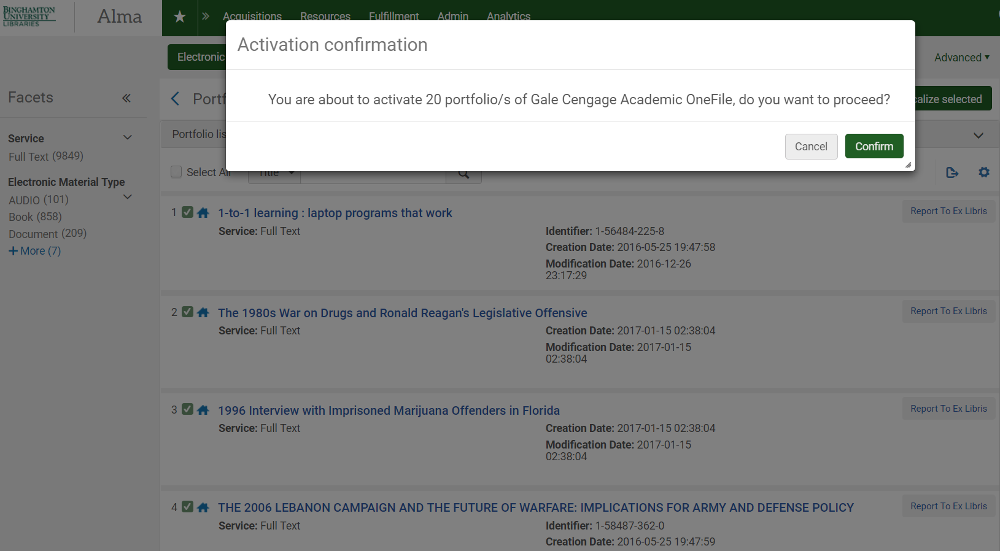 BINGHAMTON
UNIVERSITY
LIBRARIES
Alma
Acquisitions Resources Fulfillment Admin Analytics
Activation confirmation
You are about to activate 20 portfolio/s of Gale Cengage Academic OneFile, do you want to proceed?
Cancel Confirm
Electronic
Advanced
Facets
Portf
calize selected
Service
Full Text (9849)
Electronic Material Type
AUDIO (101)
Book (858)
Document (209)
+ More (7)
Portfolio lis
Select All
Title
1 1-to-1 learning : laptop programs that work
Report To Ex Libris
Service: Full Text
Identifier: 1-56484-225-8
Creation Date: 2016-05-25 19:47:58
Modification Date: 2016-12-26
23:17:29
2 The 1980s War on Drugs and Ronald Reagan's Legislative Offensive
Report To Ex Libris
Service: Full Text
Creation Date: 2017-01-15 02:38:04
Modification Date: 2017-01-15
02:38:04
3 1996 Interview with Imprisoned Marijuana Offenders in Florida
Report To Ex Libris
Service: Full Text
Creation Date: 2017-01-15 02:38:04
Modification Date: 2017-01-15
02:38:04
4 THE 2006 LEBANON CAMPAIGN AND THE FUTURE OF WARFARE: IMPLICATIONS FOR ARMY AND DEFENSE POLICY
Report To Ex Libris
Service: Full Text
Identifier: 1-58487-362-0
Creation Date: 2016-05-25 19:47:59